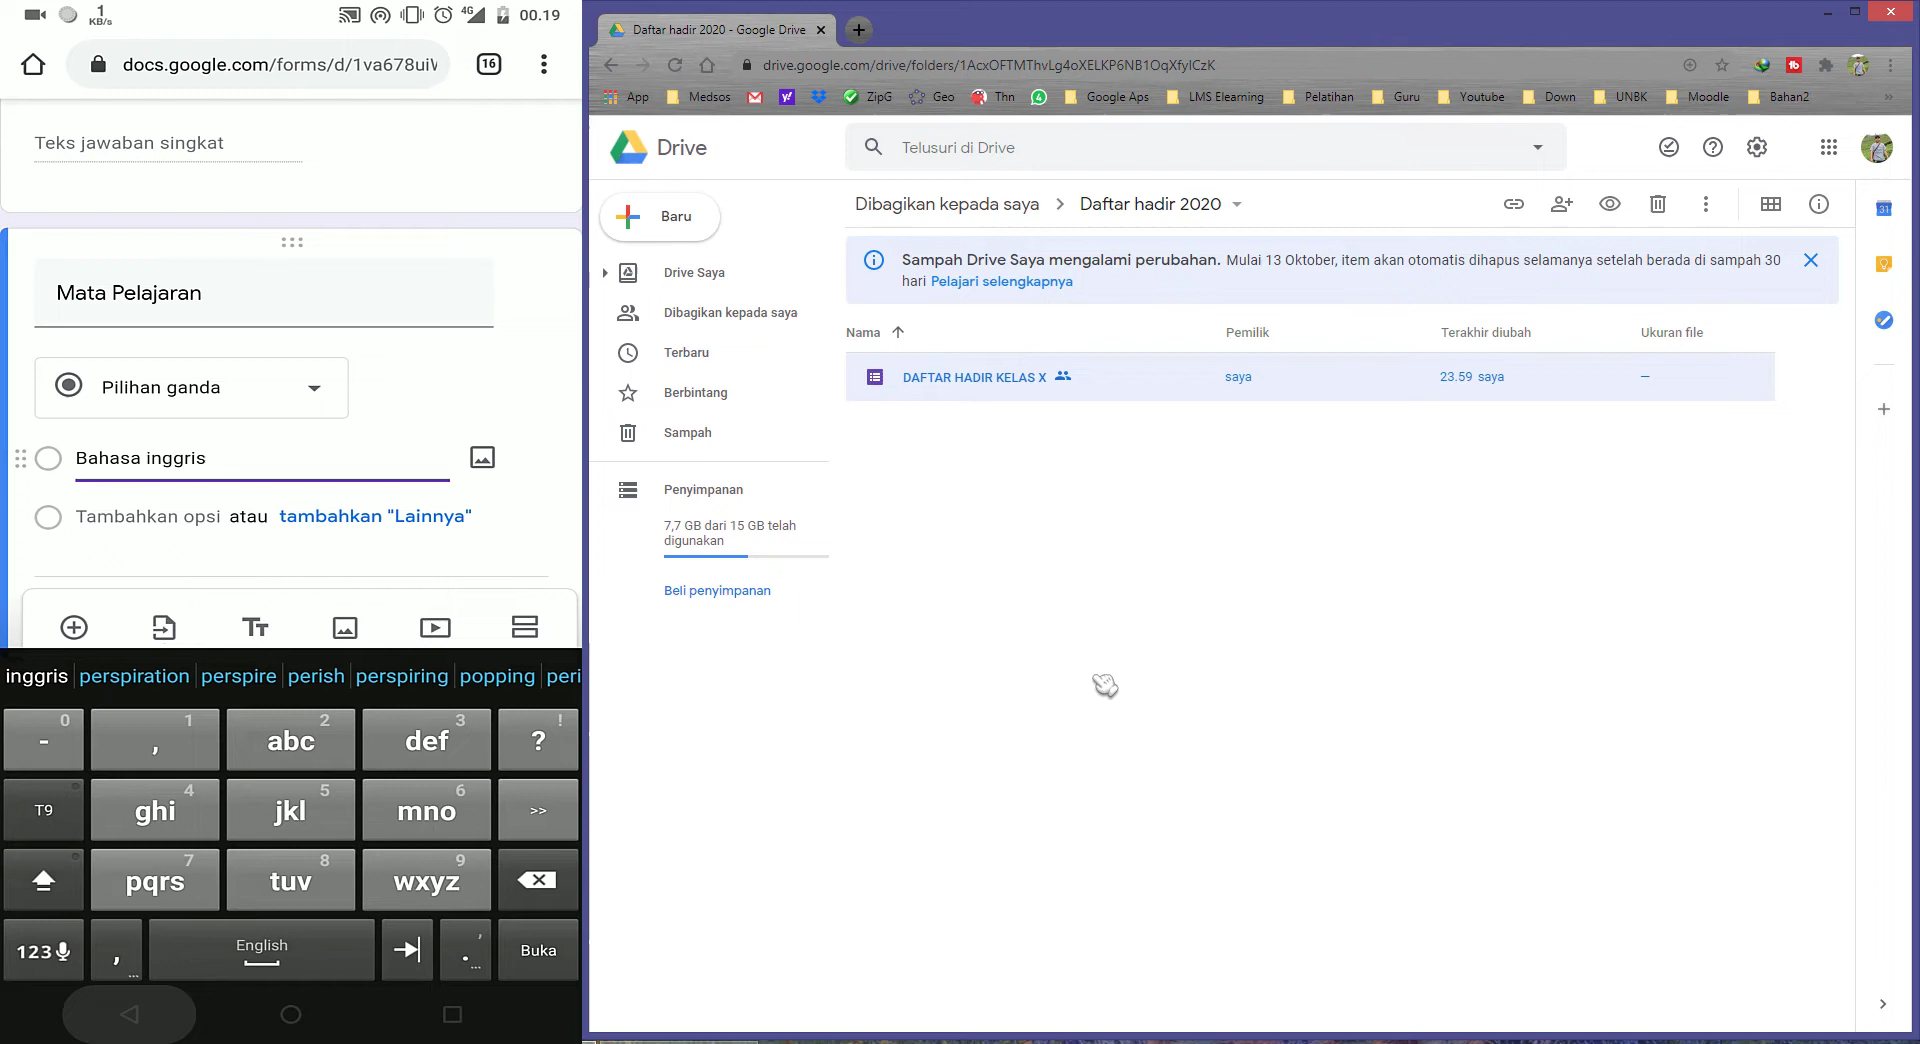 1
KB/s
4G
00.19
docs.google.com/forms/d/1va678ui
16
Teks jawaban singkat
Mata Pelajaran
Pilihan ganda
Bahasa inggris
Tambahkan opsi atau tambahkan "Lainnya"
Tт
inggris perspiration perspire perish perspiring popping peri
0 1 2 3 !
- , abc def ?
4 5 6
T9 ghi jkl mno >>
7 8 9
pqrs tuv wxyz
123 , ... English . ' ... Buka
Daftar hadir 2020 - Google Drive
drive.google.com/drive/folders/1AcxOFTMThvLg4oXELKP6NB1OqXfyICzK
App Medsos ZipG Geo Thn Google Aps LMS Elearning Pelatihan Guru Youtube Down UNBK Moodle Bahan2 »
Drive
Telusuri di Drive
Baru
Drive Saya
Dibagikan kepada saya
Terbaru
Berbintang
Sampah
Penyimpanan
7,7 GB dari 15 GB telah
digunakan
Beli penyimpanan
Dibagikan kepada saya > Daftar hadir 2020
Sampah Drive Saya mengalami perubahan. Mulai 13 Oktober, item akan otomatis dihapus selamanya setelah berada di sampah 30
hari Pelajari selengkapnya
Nama Pemilik Terakhir diubah Ukuran file
DAFTAR HADIR KELAS X saya 23.59 saya —
31